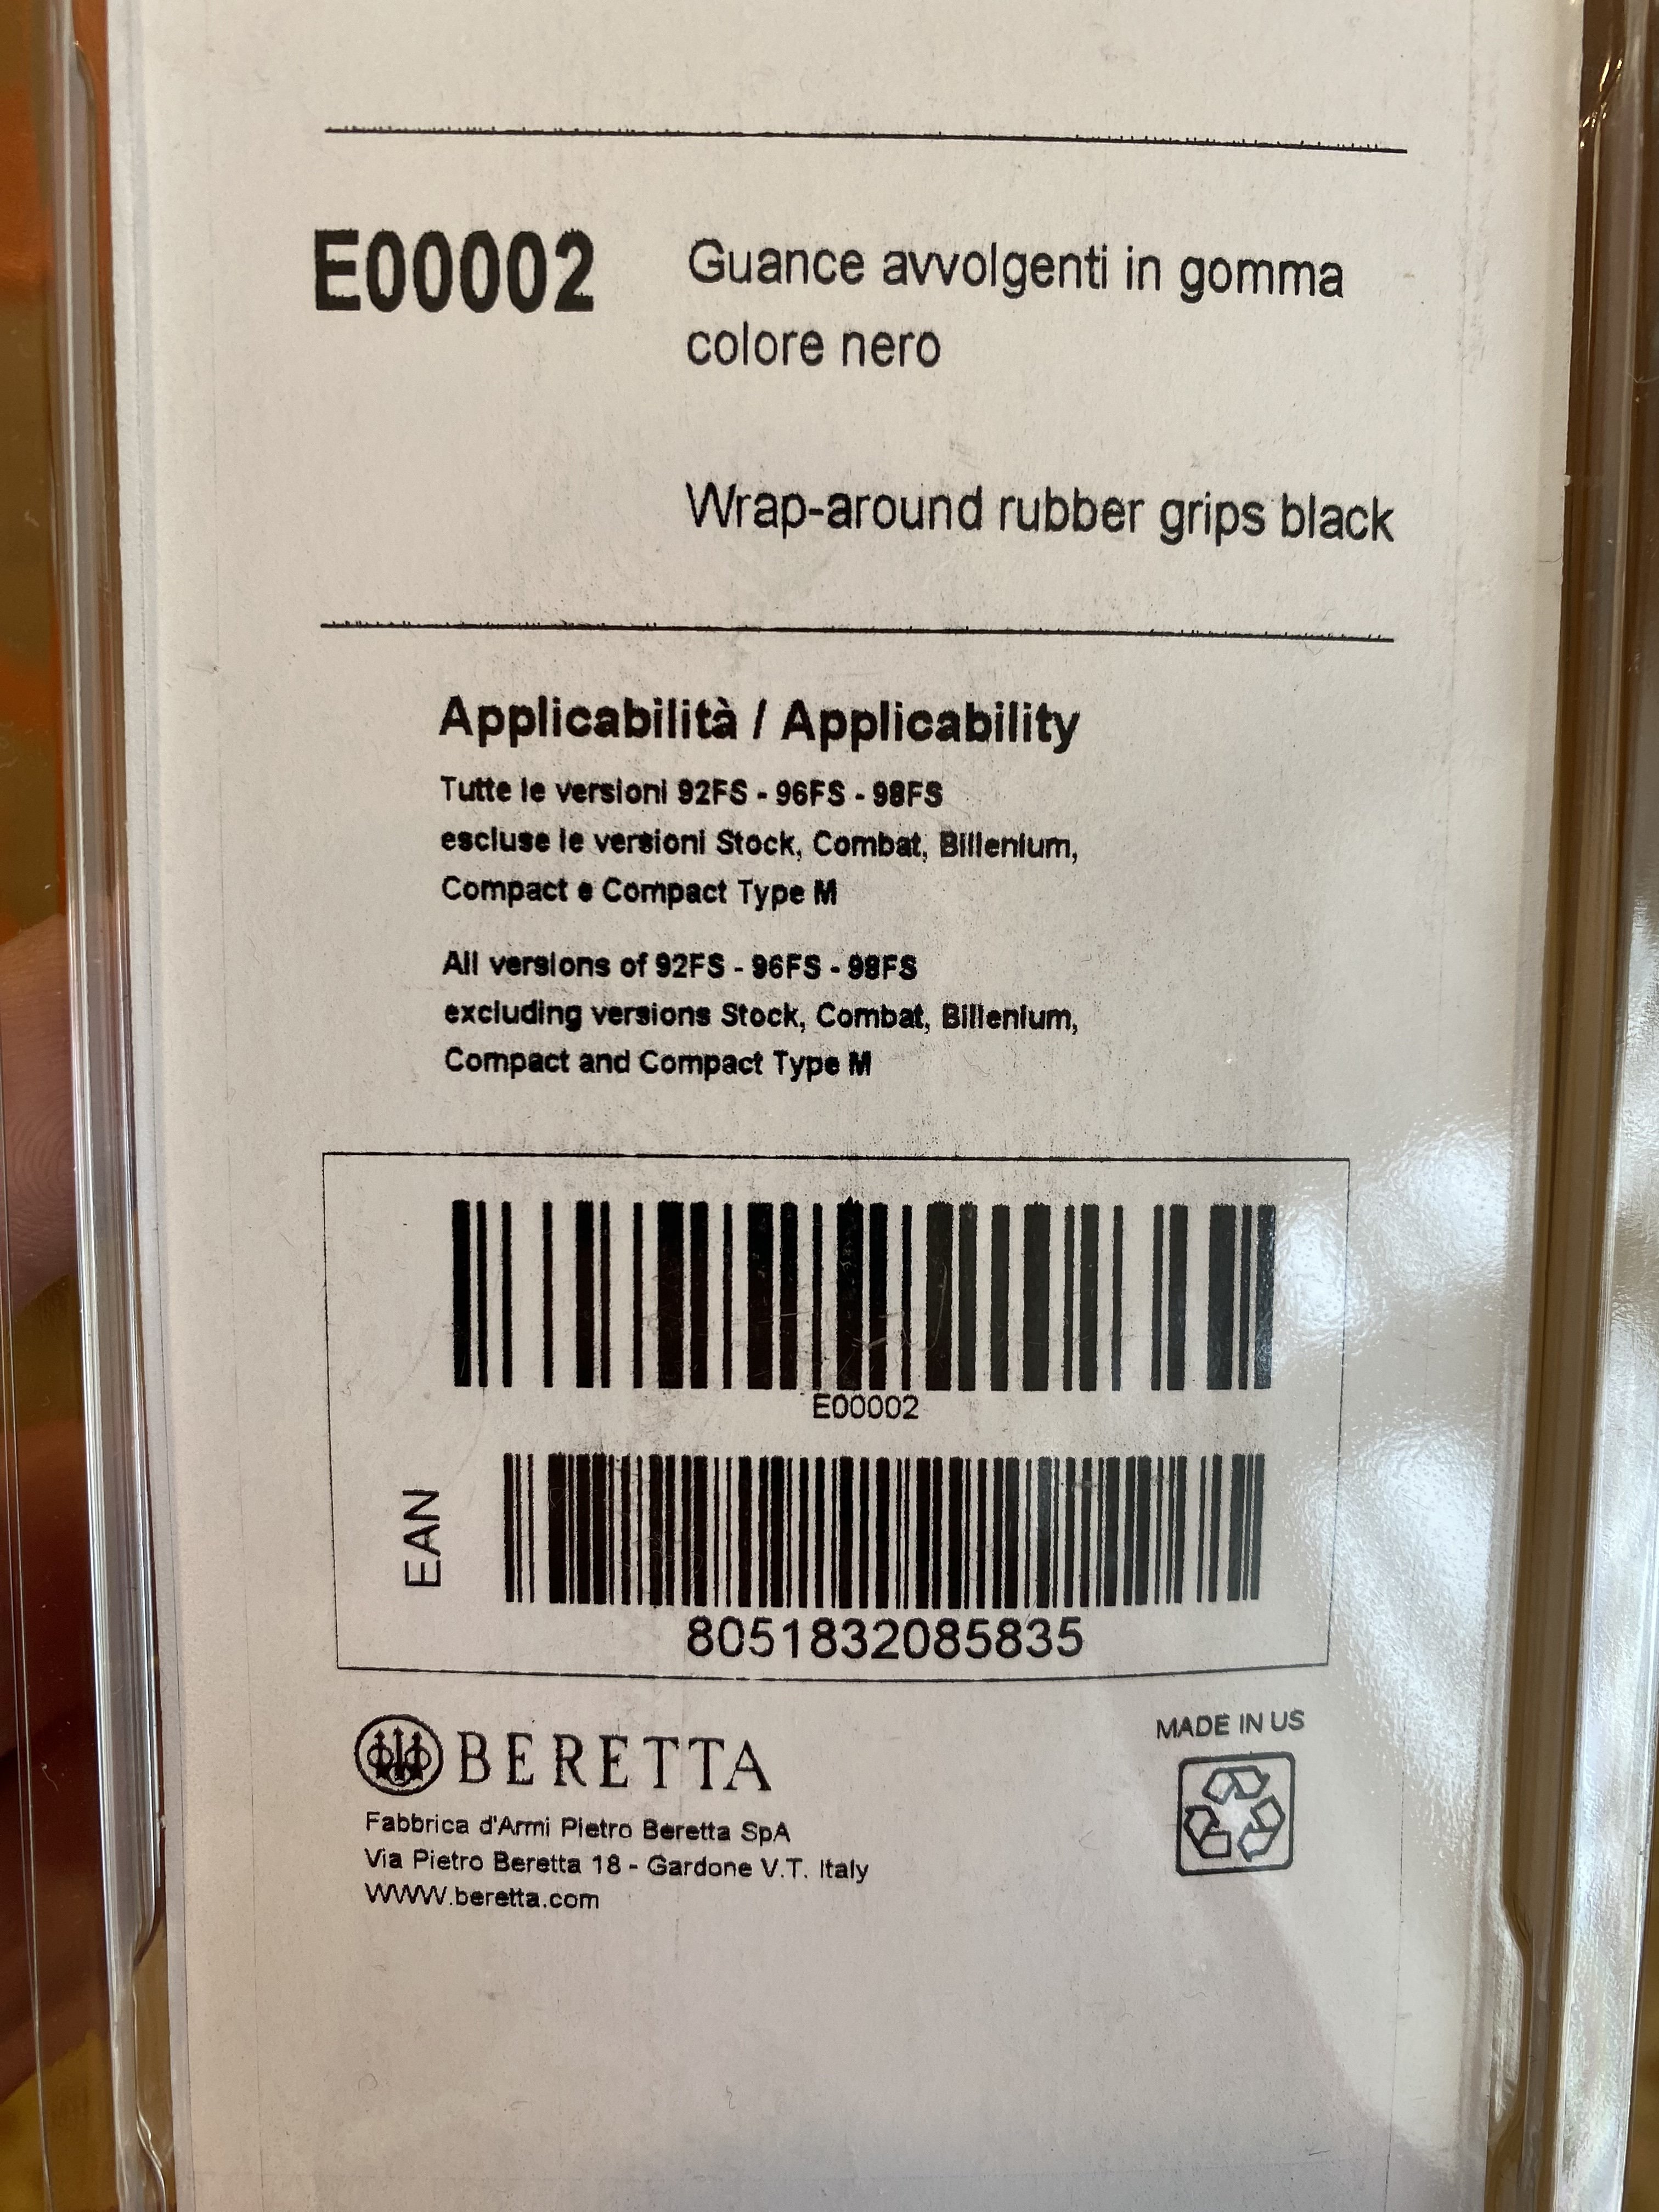 E00002
Guance avvolgenti in gomma
colore nero
Wrap-around rubber grips black
Applicabilità / Applicability
Tutte le versioni 92FS - 96FS - 98FS
escluse le versioni Stock, Combat, Billenium,
Compact e Compact Type M
All versions of 92FS - 96FS - 98FS
excluding versions Stock, Combat, Billenium,
Compact and Compact Type M
E00002
EAN
8051832085835
BERETTA
MADE IN US
Fabbrica d'Armi Pietro Beretta SpA
Via Pietro Beretta 18 - Gardone V.T. Italy
WWW.beretta.com